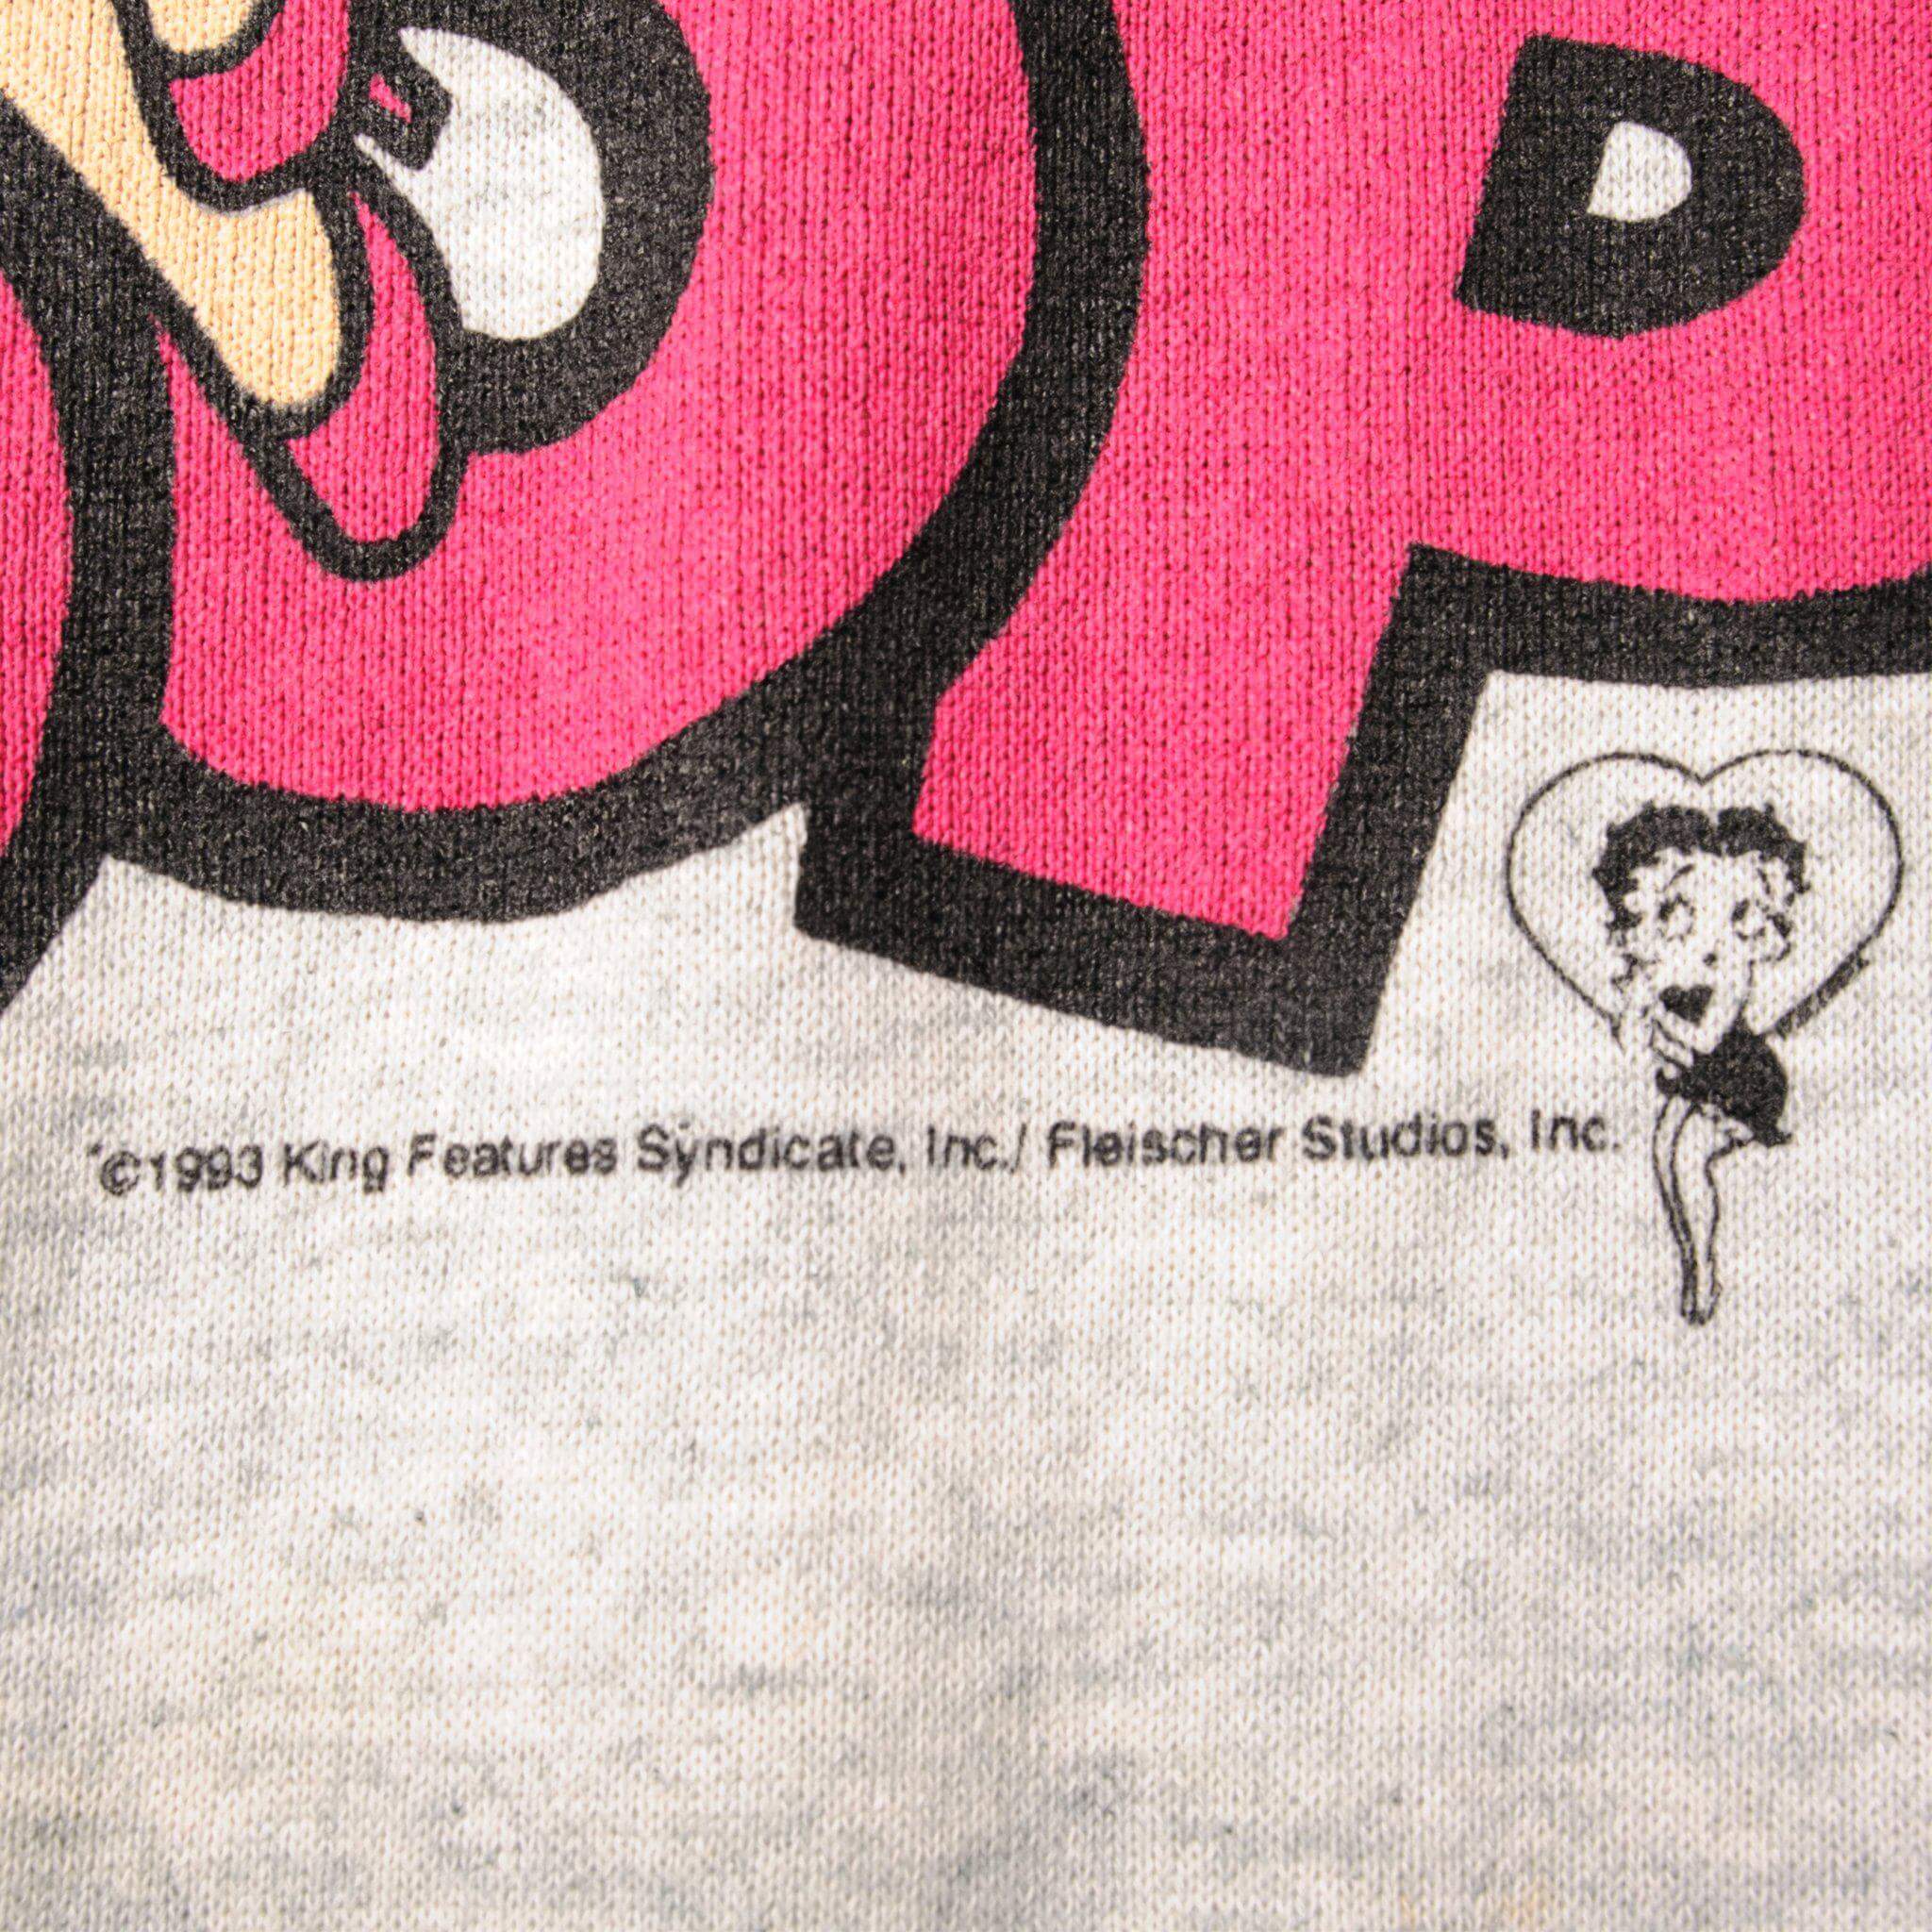 ©1993 King Features Syndicate, Inc./ Fleischer Studios, Inc.